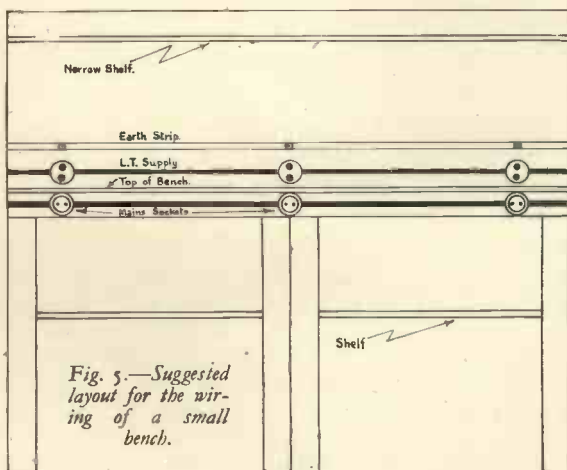 Narrow Shelf.
Earth Strip.
L.T. Supply
Top of Bench.
Mains Sockets
Shelf
Fig. 5.—Suggested
layout for the wir-
ing of a small
bench.